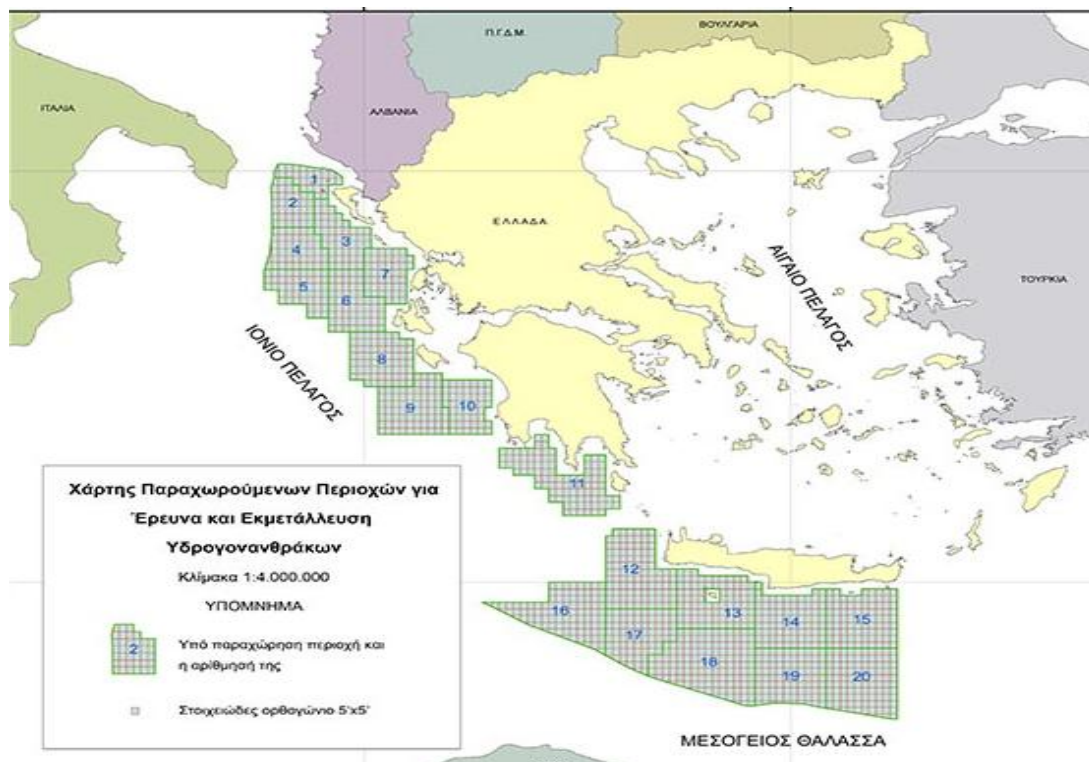 ΒΟΥΛΓΑΡΙΑ
Π.Γ.Δ.Μ.
ΙΤΑΛΙΑ
ΑΛΒΑΝΙΑ
ΕΛΛΑΔΑ
ΤΟΥΡΚΙΑ
ΑΙΓΑΙΟ ΠΕΛΑΓΟΣ
ΙΟΝΙΟ ΠΕΛΑΓΟΣ
1
2
3
4
7
5
6
8
9
10
11
12
16
13
14
15
17
18
19
20
ΜΕΣΟΓΕΙΟΣ ΘΑΛΑΣΣΑ
Χάρτης Παραχωρούμενων Περιοχών για
Έρευνα και Εκμετάλλευση
Υδρογονανθράκων
Κλίμακα 1:4.000.000
ΥΠΟΜΝΗΜΑ
2
Υπό παραχώρηση περιοχή και
η αρίθμησή της
Στοιχειώδες ορθογώνιο 5'x5'